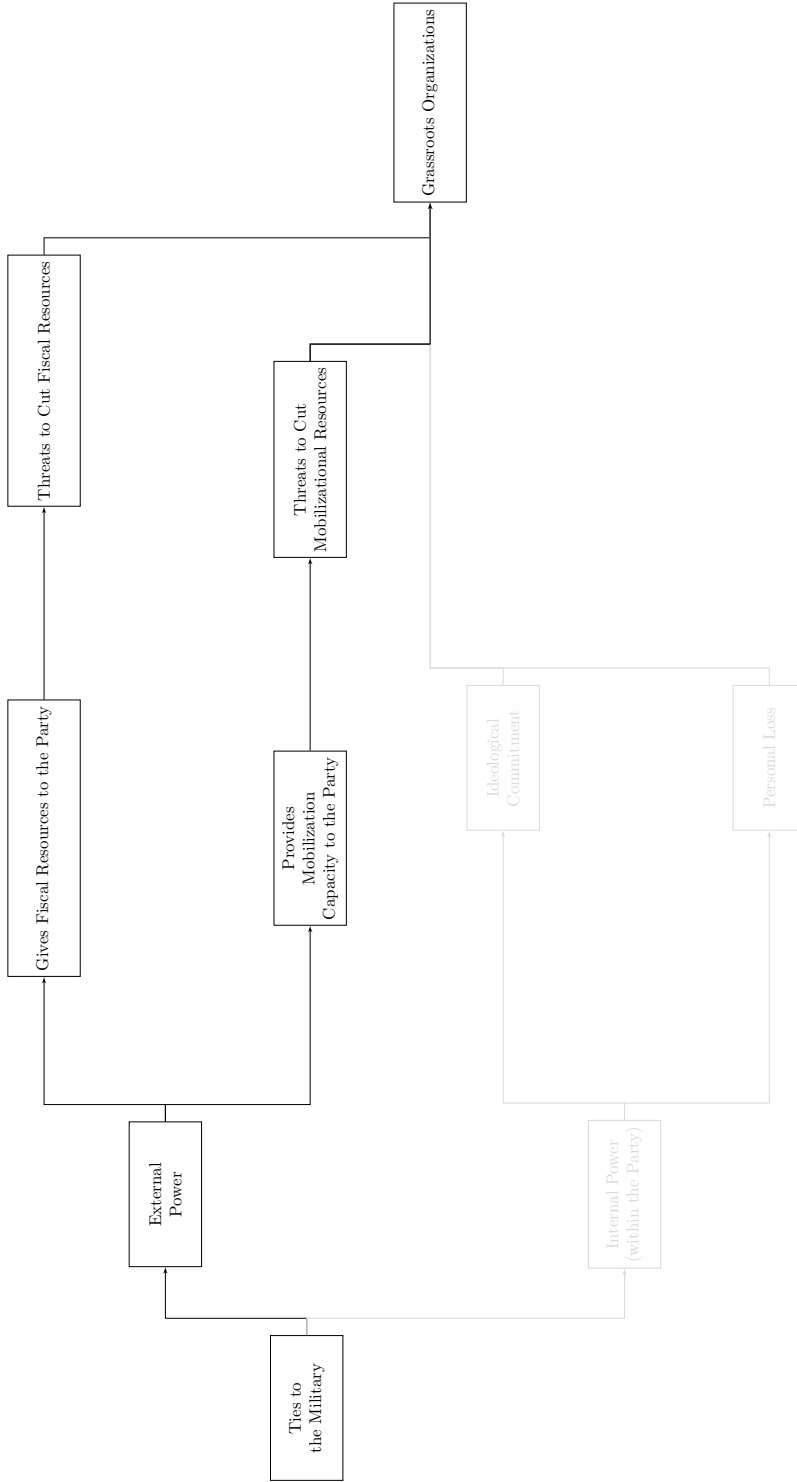 Ties to
the Military
External
Power
Internal Power
(within the Party)
Gives Fiscal Resources to the Party
Provides
Mobilization
Capacity to the Party
Ideological
Commitment
Personal Loss
Threats to Cut Fiscal Resources
Threats to Cut
Mobilizational Resources
Grassroots Organizations